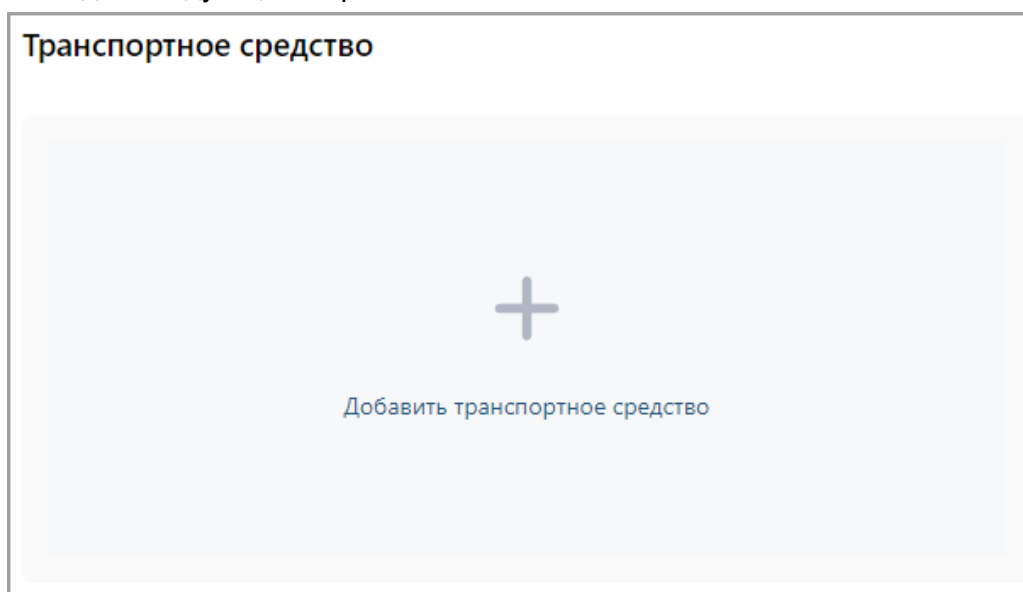 Транспортное средство
Добавить транспортное средство